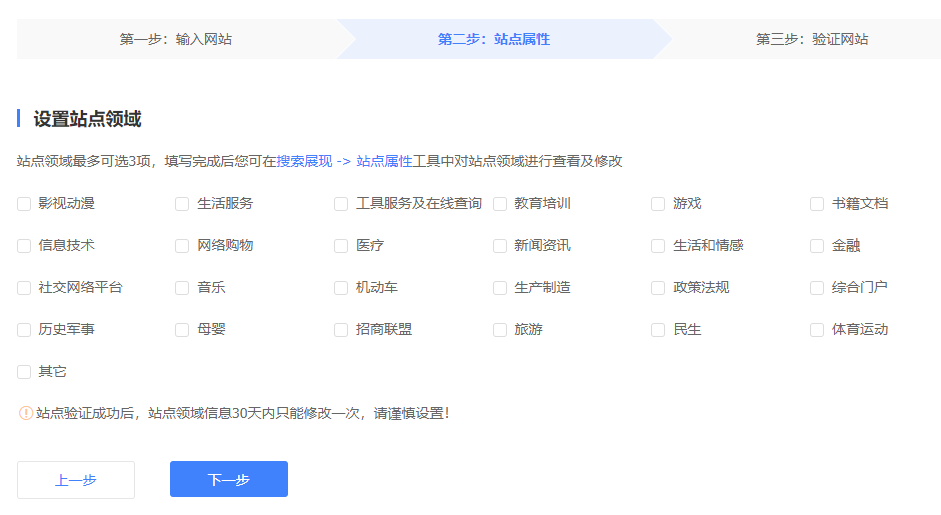 第一步：输入网站 第二步：站点属性 第三步：验证网站
设置站点领域
站点领域最多可选3项，填写完成后您可在搜索展现 -> 站点属性工具中对站点领域进行查看及修改
影视动漫 生活服务 工具服务及在线查询 教育培训 游戏 书籍文档
信息技术 网络购物 医疗 新闻资讯 生活和情感 金融
社交网络平台 音乐 机动车 生产制造 政策法规 综合门户
历史军事 母婴 招商联盟 旅游 民生 体育运动
其它
站点验证成功后，站点领域信息30天内只能修改一次，请谨慎设置！
上一步 下一步